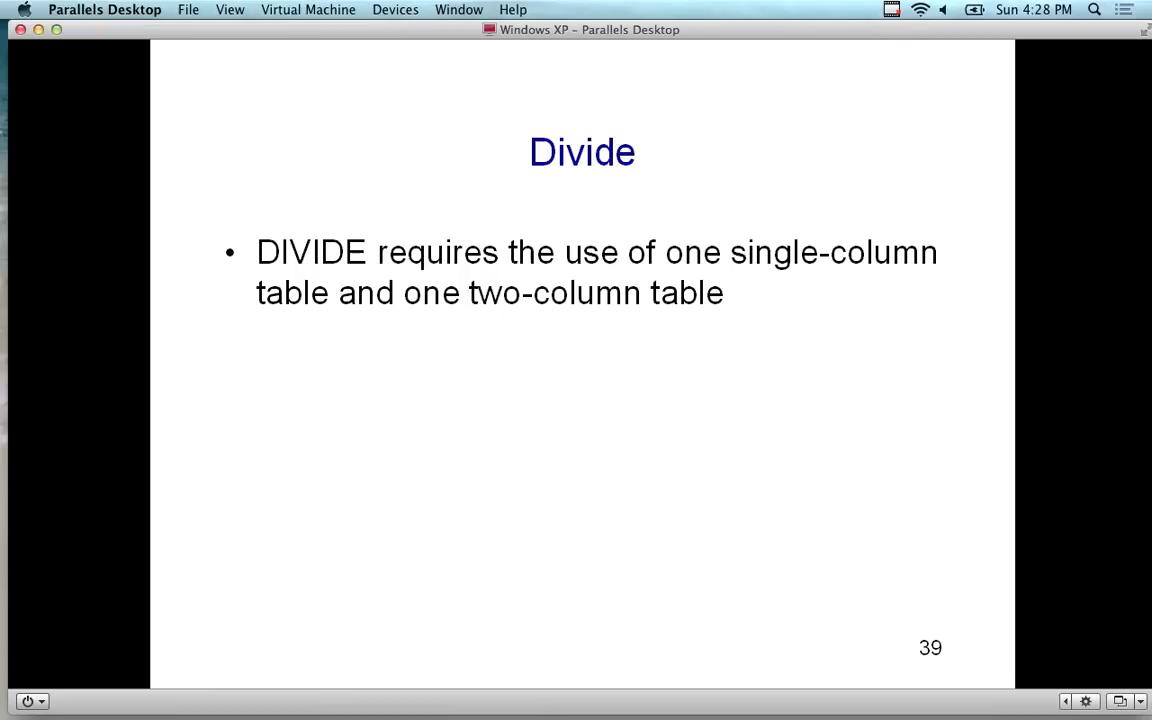 Parallels Desktop File View Virtual Machine Devices Window Help Sun 4:28 PM
Windows XP - Parallels Desktop
Divide
• DIVIDE requires the use of one single-column
table and one two-column table
39